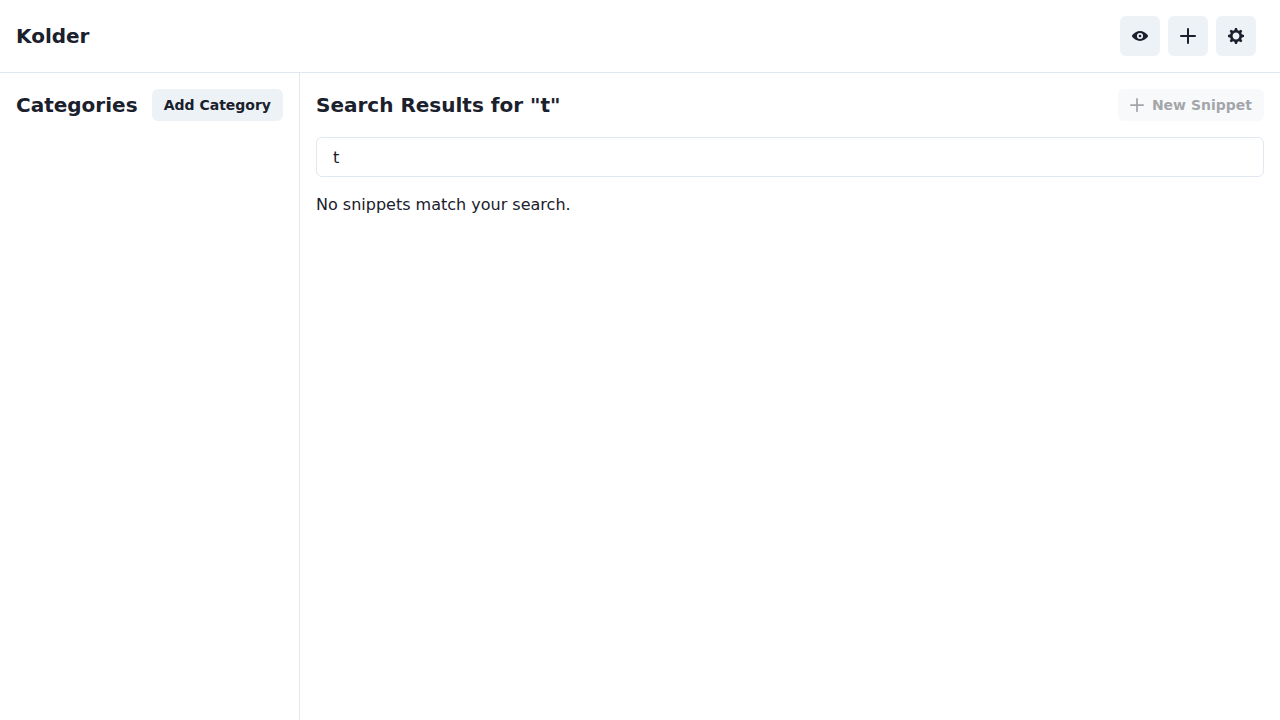 Kolder
Categories
Add Category
Search Results for "t"
New Snippet
t
No snippets match your search.